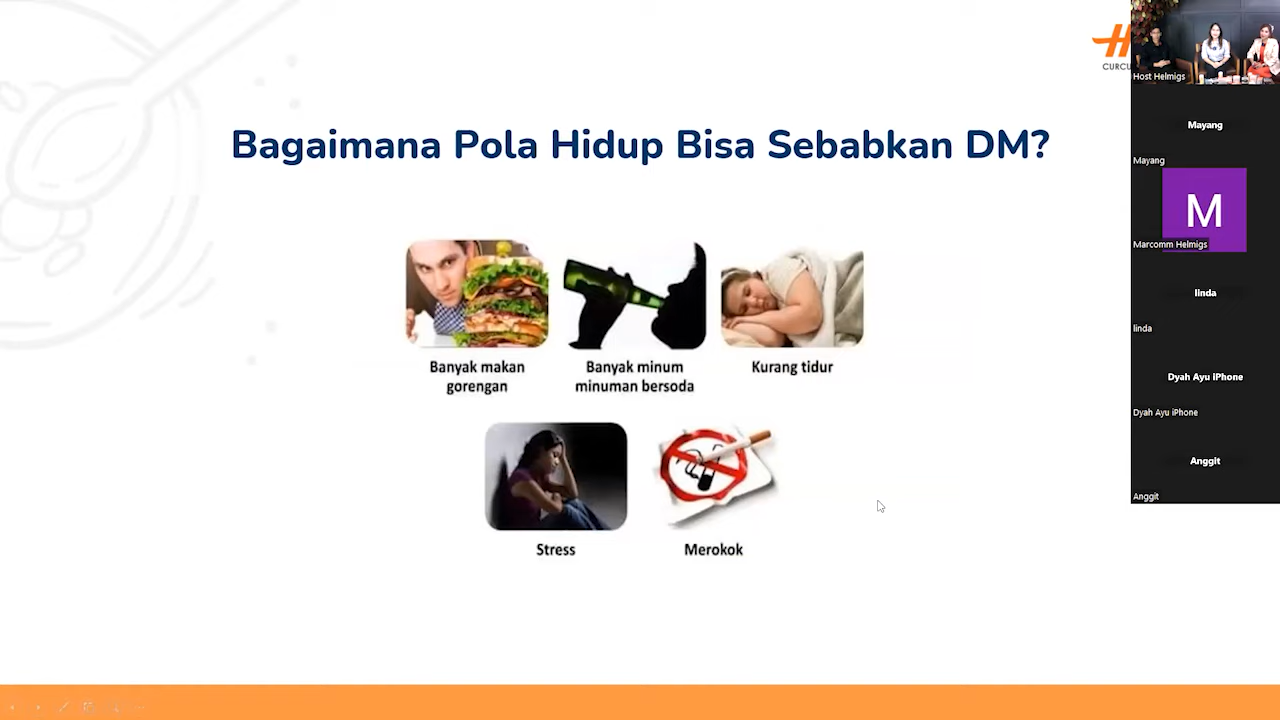 Bagaimana Pola Hidup Bisa Sebabkan DM?
Banyak makan
gorengan
Banyak minum
minuman bersoda
Kurang tidur
Stress
Merokok
H
CURCU
Host Helmigs
Mayang
Mayang
M
Marcomm Helmigs
linda
linda
Dyah Ayu iPhone
Dyah Ayu iPhone
Anggit
Anggit